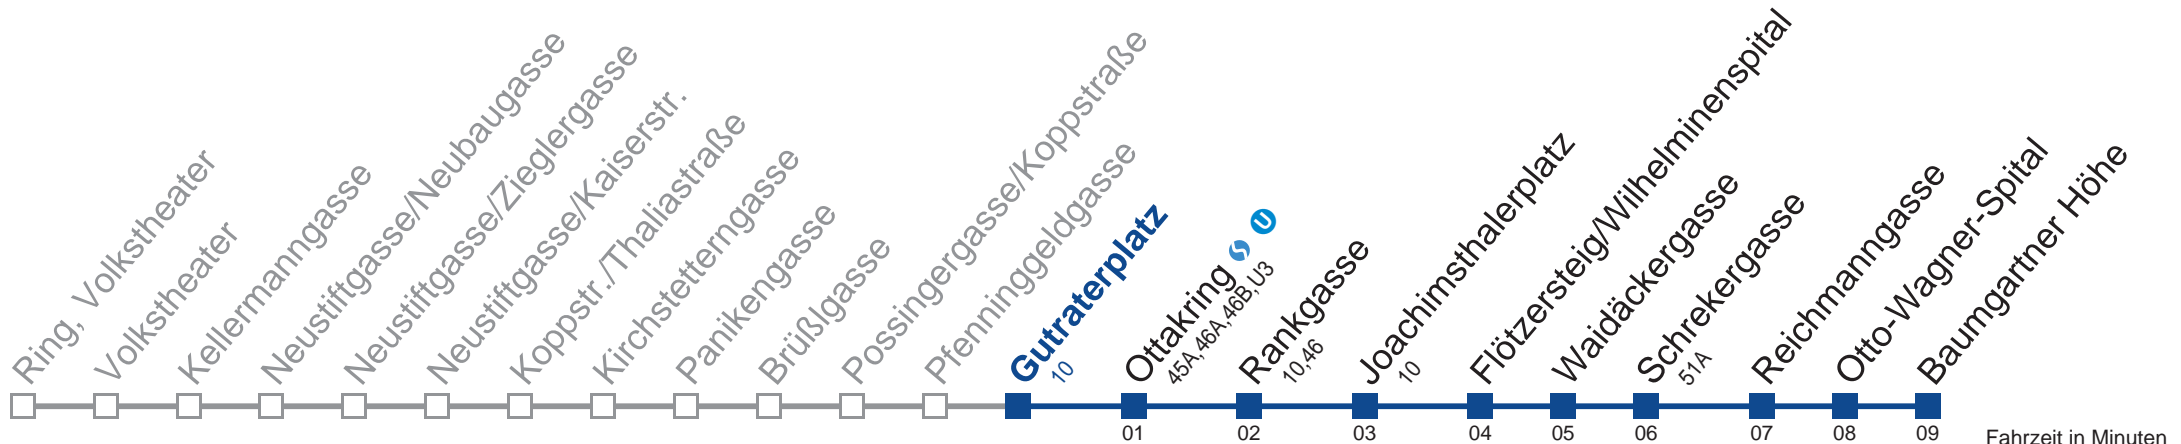 Ring, Volkstheater
Volkstheater
Kellermanngasse
Neustiftgasse/Neubaugasse
Neustiftgasse/Zieglergasse
Neustiftgasse/Kaiserstr.
Koppstr./Thaliastraße
Kirchstetterngasse
Panikengasse
Brüßlgasse
Possingergasse/Koppstraße
Pfenninggeldgasse
Gutraterplatz
10
Ottakring S U
45A,46A,46B,U3
Rankgasse
10,46
Joachimsthalerplatz
10
Flötzersteig/Wilhelminenspital
Waidäckergasse
Schrekergasse
51A
Reichmanngasse
Otto-Wagner-Spital
Baumgartner Höhe
01 02 03 04 05 06 07 08 09 Fahrzeit in Minuten